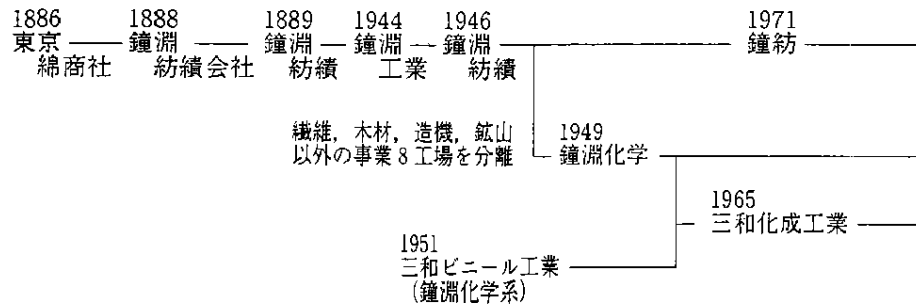 1886
東京
綿商社
1888
鐘淵
紡績会社
1889
鐘淵
紡績
1944
鐘淵
工業
1946
鐘淵
紡績
1971
鐘紡
繊維，木材，造機，鉱山
以外の事業8工場を分離
1949
鐘淵化学
1965
三和化成工業
1951
三和ビニール工業
（鐘淵化学系）